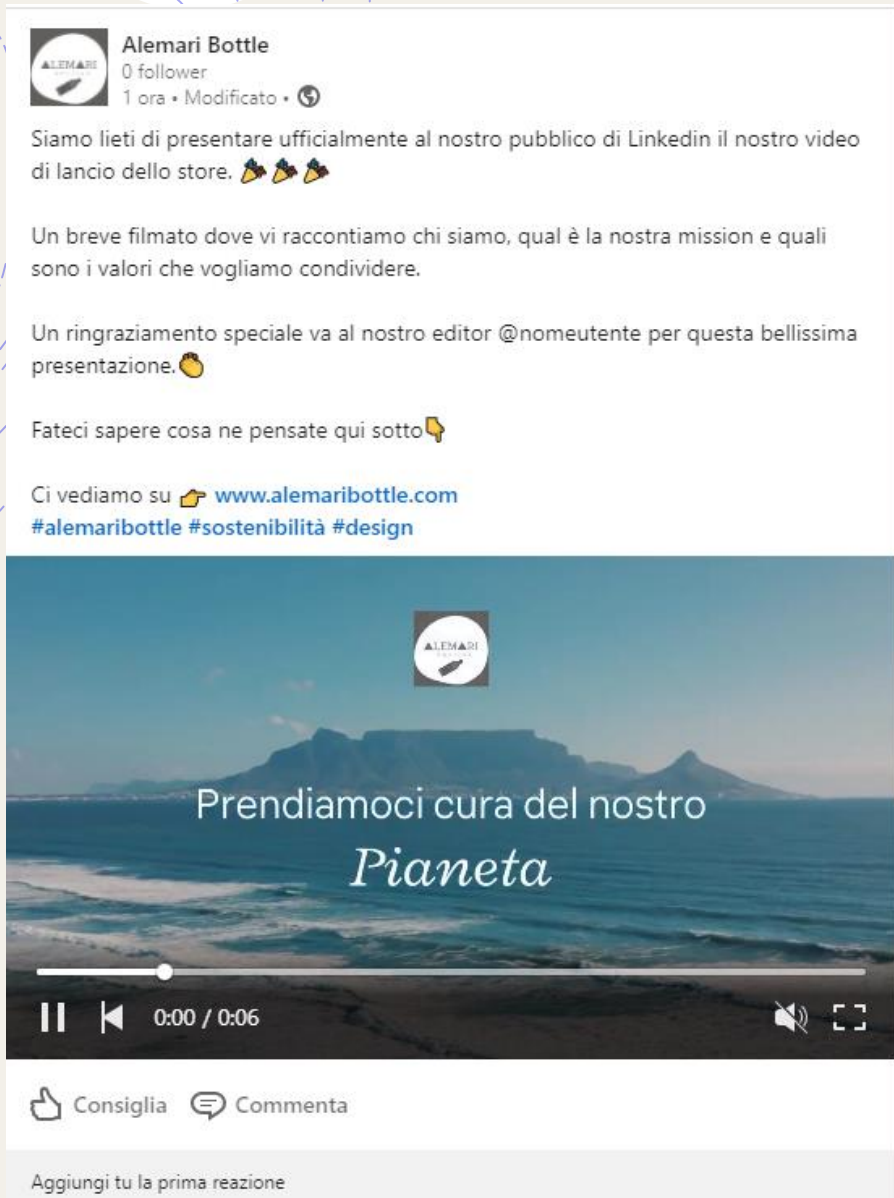 ALEMARI
Alemari Bottle
0 follower
1 ora • Modificato •
Siamo lieti di presentare ufficialmente al nostro pubblico di Linkedin il nostro video
di lancio dello store. 🎉🎉🎉
Un breve filmato dove vi raccontiamo chi siamo, qual è la nostra mission e quali
sono i valori che vogliamo condividere.
Un ringraziamento speciale va al nostro editor @nomeutente per questa bellissima
presentazione.👏
Fateci sapere cosa ne pensate qui sotto👇
Ci vediamo su 👉 www.alemaribottle.com
#alemaribottle #sostenibilità #design
ALEMARI
Prendiamoci cura del nostro
Pianeta
0:00 / 0:06
Consiglia Commenta
Aggiungi tu la prima reazione